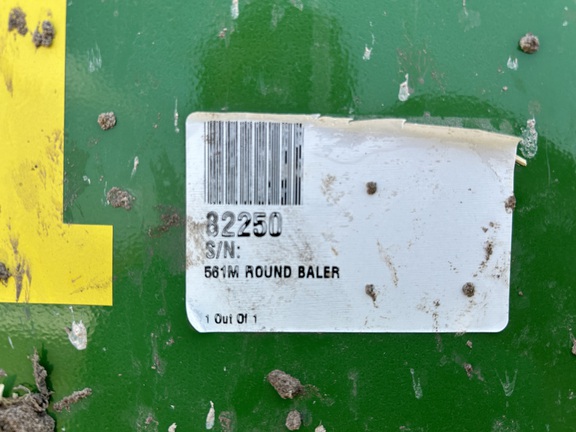 82250
S/N:
561M ROUND BALER
1 Out Of 1